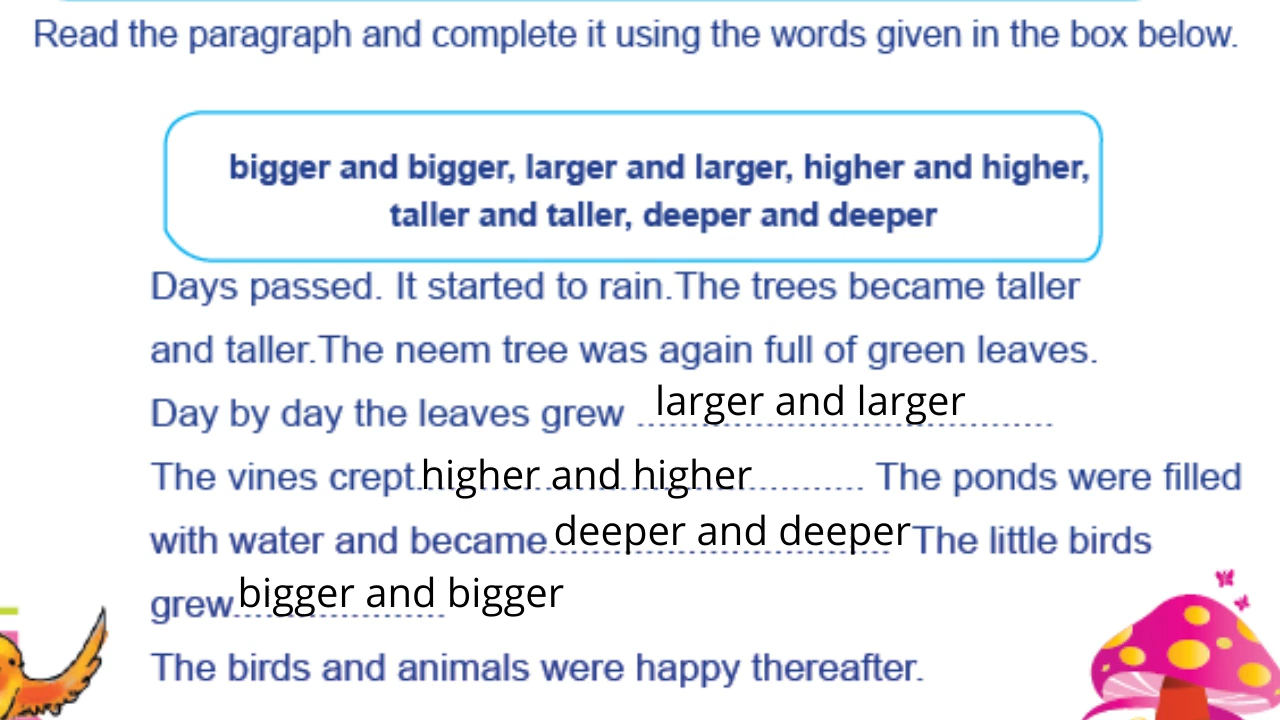 Read the paragraph and complete it using the words given in the box below.
bigger and bigger, larger and larger, higher and higher,
taller and taller, deeper and deeper
Days passed. It started to rain.The trees became taller
and taller.The neem tree was again full of green leaves.
Day by day the leaves grew larger and larger
The vines crept higher and higher The ponds were filled
with water and became deeper and deeper The little birds
grew bigger and bigger
The birds and animals were happy thereafter.